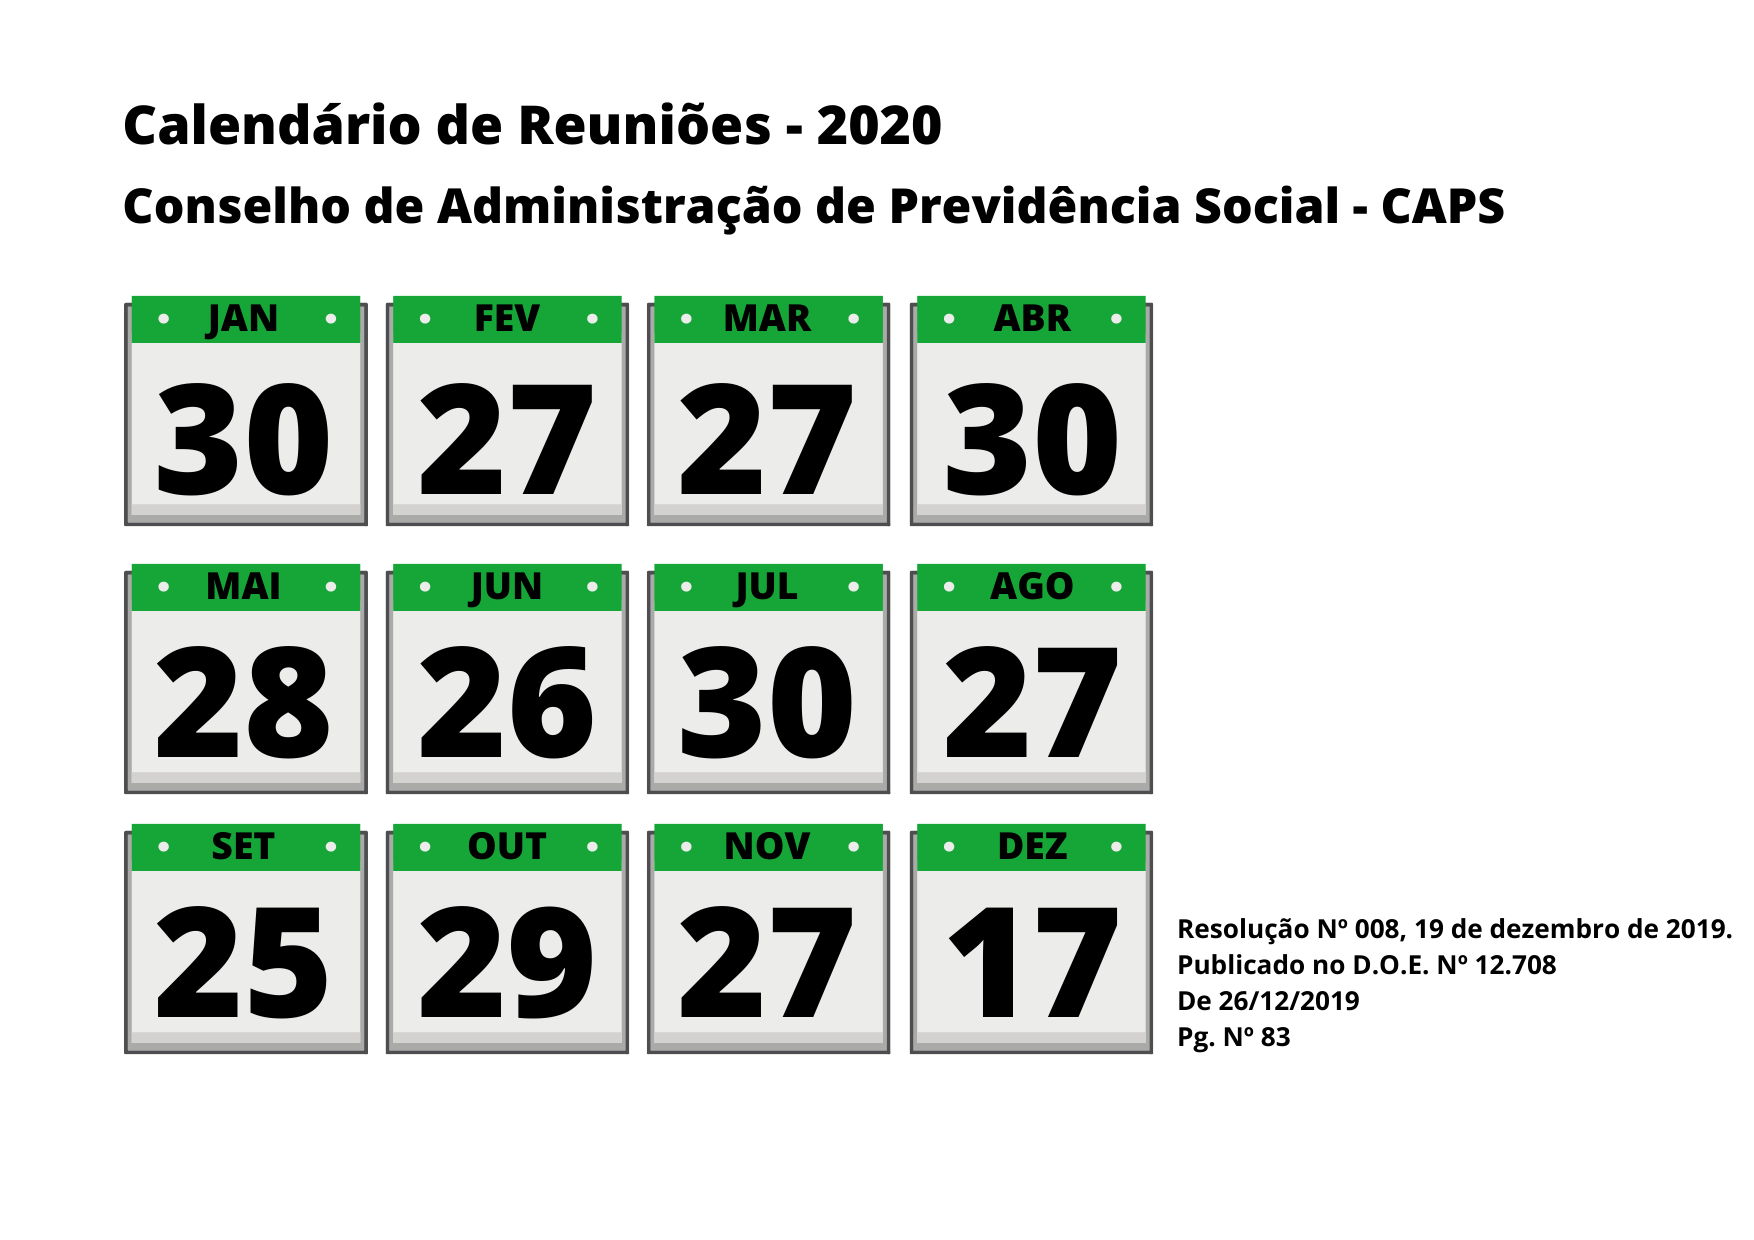 Calendário de Reuniões - 2020
Conselho de Administração de Previdência Social - CAPS
JAN FEV MAR ABR
30 27 27 30
MAI JUN JUL AGO
28 26 30 27
SET OUT NOV DEZ
25 29 27 17
Resolução Nº 008, 19 de dezembro de 2019.
Publicado no D.O.E. Nº 12.708
De 26/12/2019
Pg. Nº 83